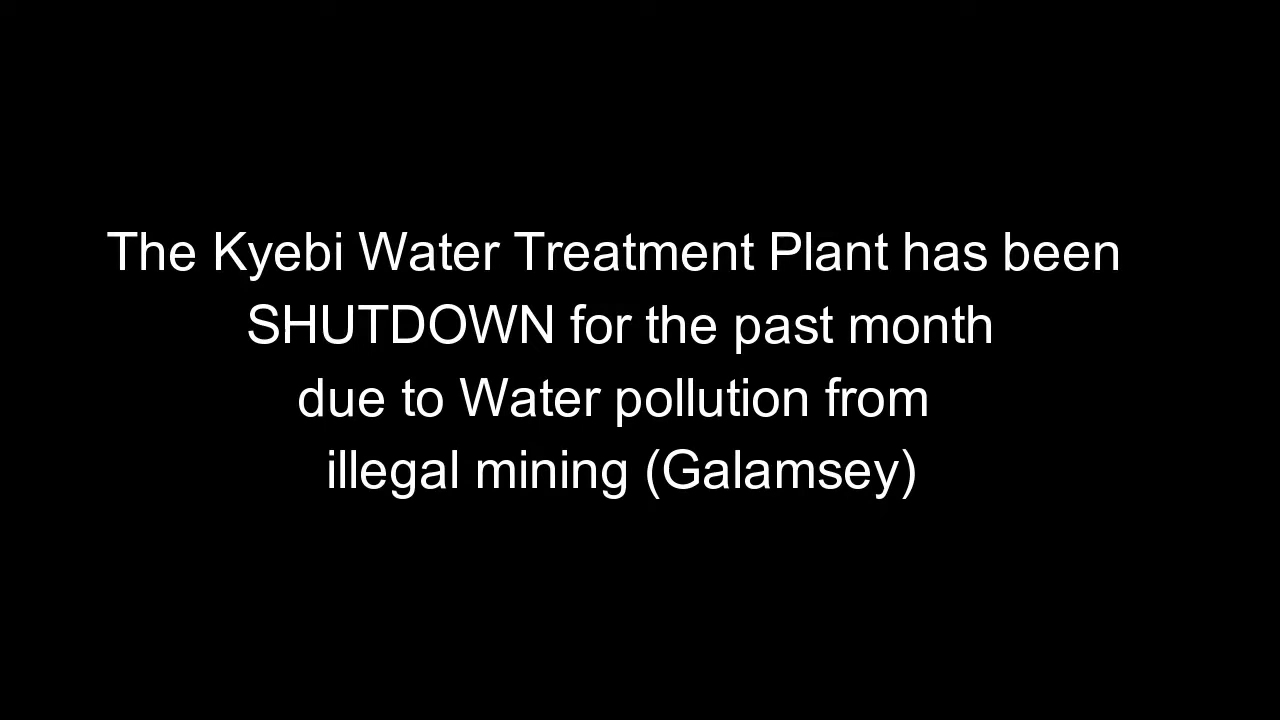 The Kyebi Water Treatment Plant has been
SHUTDOWN for the past month
due to Water pollution from
illegal mining (Galamsey)